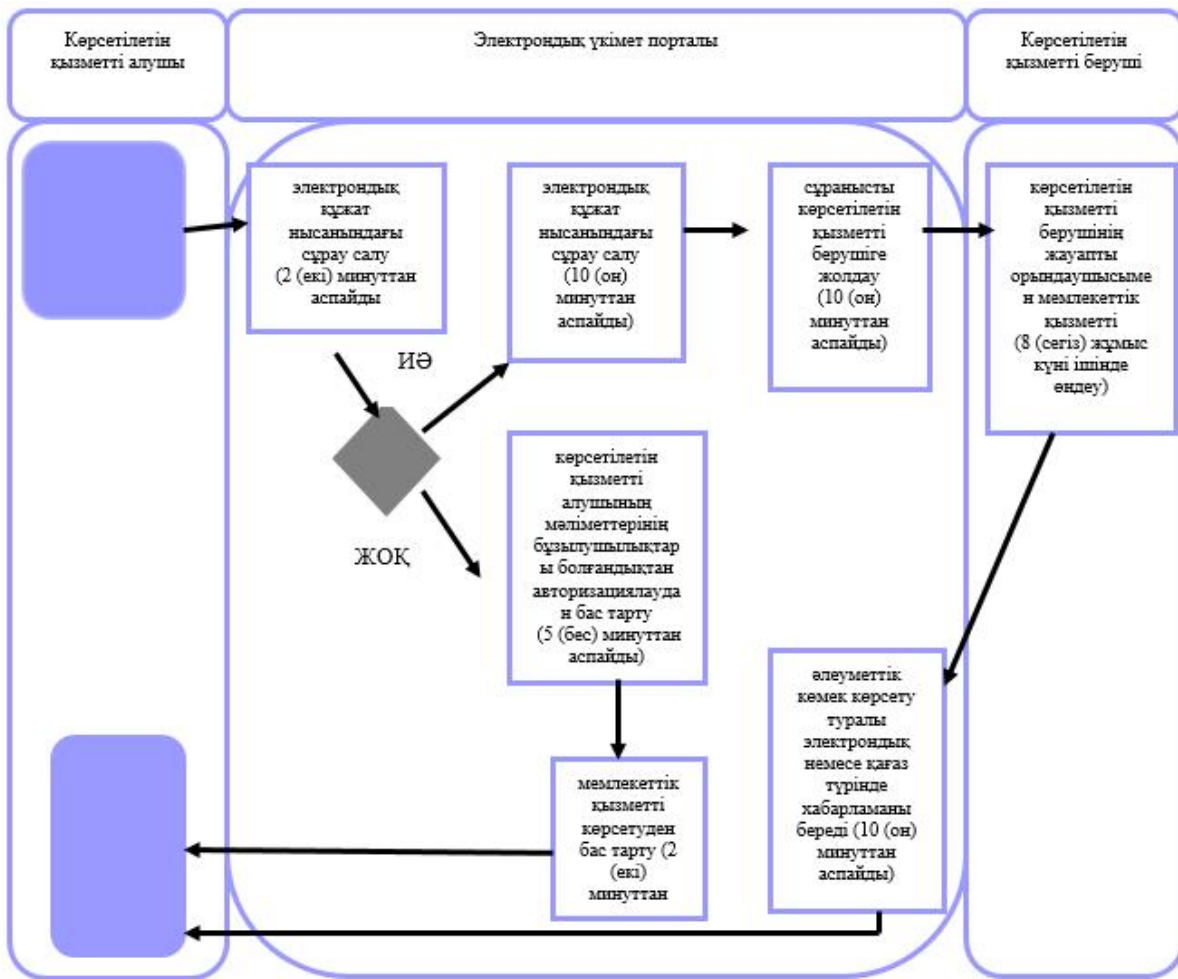 Көрсетілетін
қызметті алушы
Электрондық үкімет порталы
Көрсетілетін
қызметті беруші
электрондық
құжат
нысанындағы
сұрау салу
(2 (екі) минуттан
аспайды
электрондық
құжат
нысанындағы
сұрау салу
(10 (он)
минуттан
аспайды)
сұранысты
көрсетілетін
қызметті
берушіге
жолдау
(10 (он)
минуттан
аспайды)
көрсетілетін
қызметті
берушінің
жауапты
орындаушысыме
н мемлекеттік
қызметті
(8 (сегіз) жұмыс
күні ішінде
өңдеу)
ИӘ
ЖОҚ
көрсетілетін
қызметті
алушының
мәліметтерінің
бұзылушылықтар
ы болғандықтан
авторизациялауда
н бас тарту
(5 (бес) минуттан
аспайды)
мемлекеттік
қызметті
көрсетуден
бас тарту (2
(екі)
минуттан
әлеуметтік
көмек көрсету
туралы
электрондық
немесе қағаз
түрінде
хабарламаны
береді (10 (он)
минуттан
аспайды)